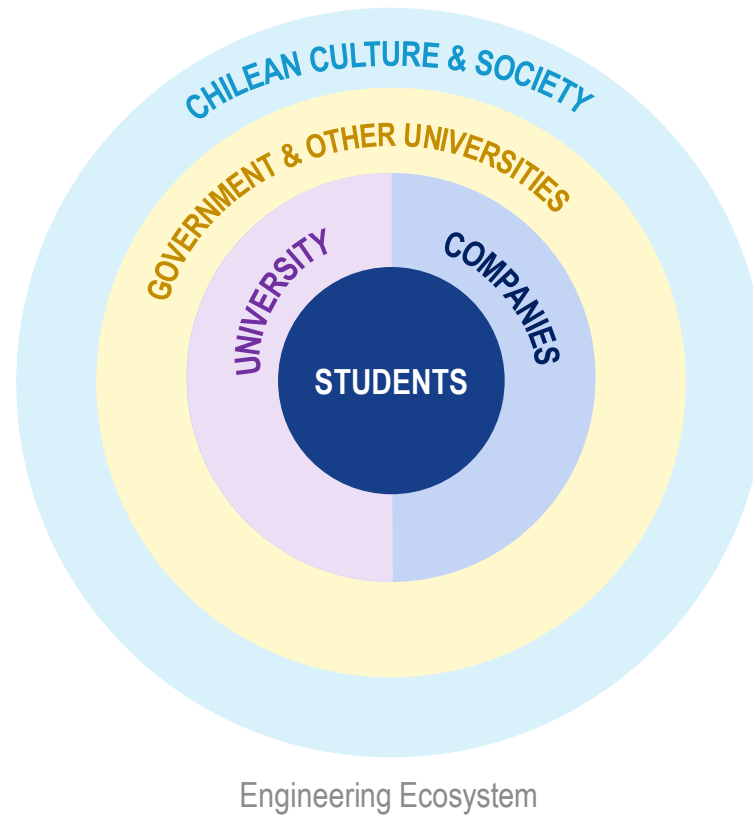 CHILEAN CULTURE & SOCIETY
GOVERNMENT & OTHER UNIVERSITIES
UNIVERSITY
COMPANIES
STUDENTS
Engineering Ecosystem